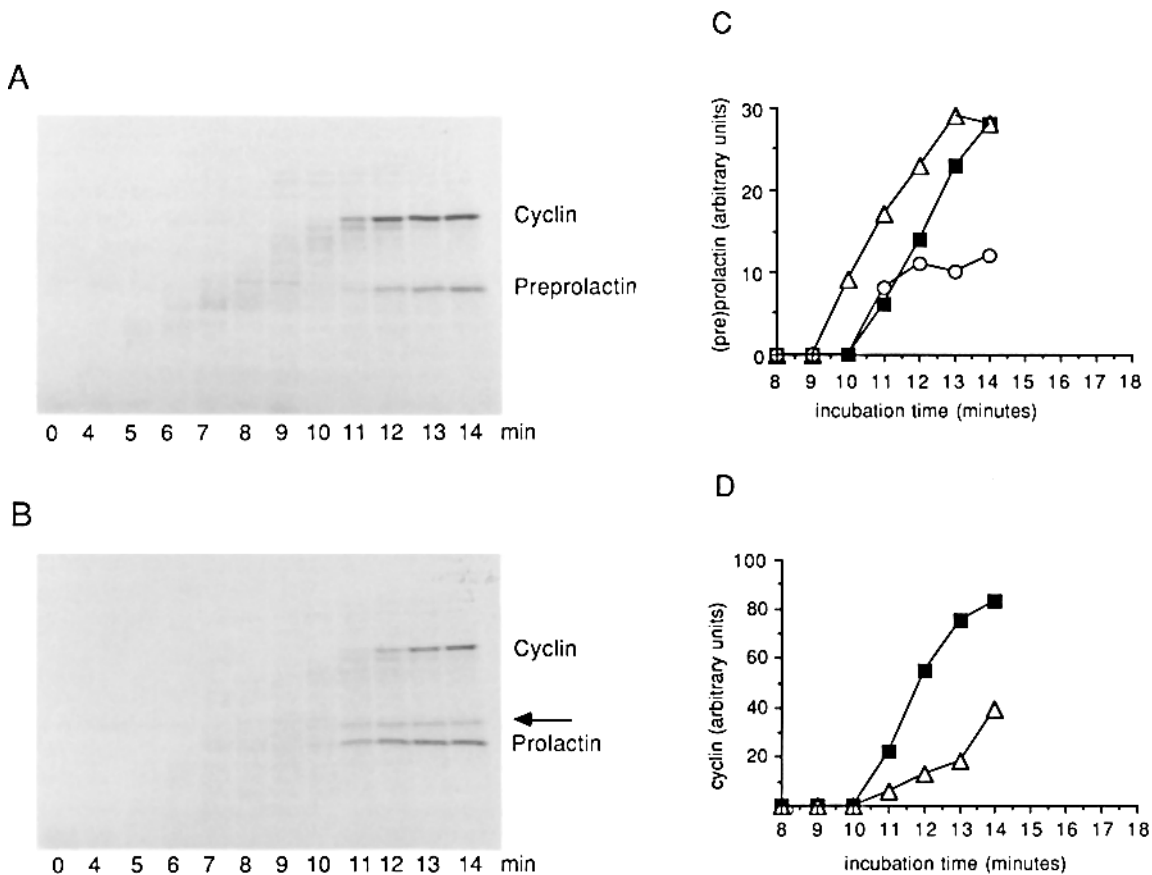 A
Cyclin
Preprolactin
0 4 5 6 7 8 9 10 11 12 13 14 min
B
Cyclin
Prolactin
0 4 5 6 7 8 9 10 11 12 13 14 min
C
(pre)prolactin (arbitrary units)
30
20
10
0
8 9 10 11 12 13 14 15 16 17 18
incubation time (minutes)
D
cyclin (arbitrary units)
100
80
60
40
20
8 9 10 11 12 13 14 15 16 17 18
incubation time (minutes)